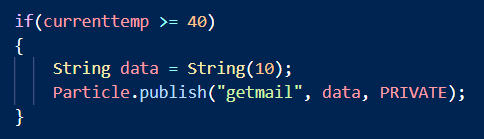 if(currenttemp >= 40)
{
    String data = String(10);
    Particle.publish("getmail", data, PRIVATE);
}